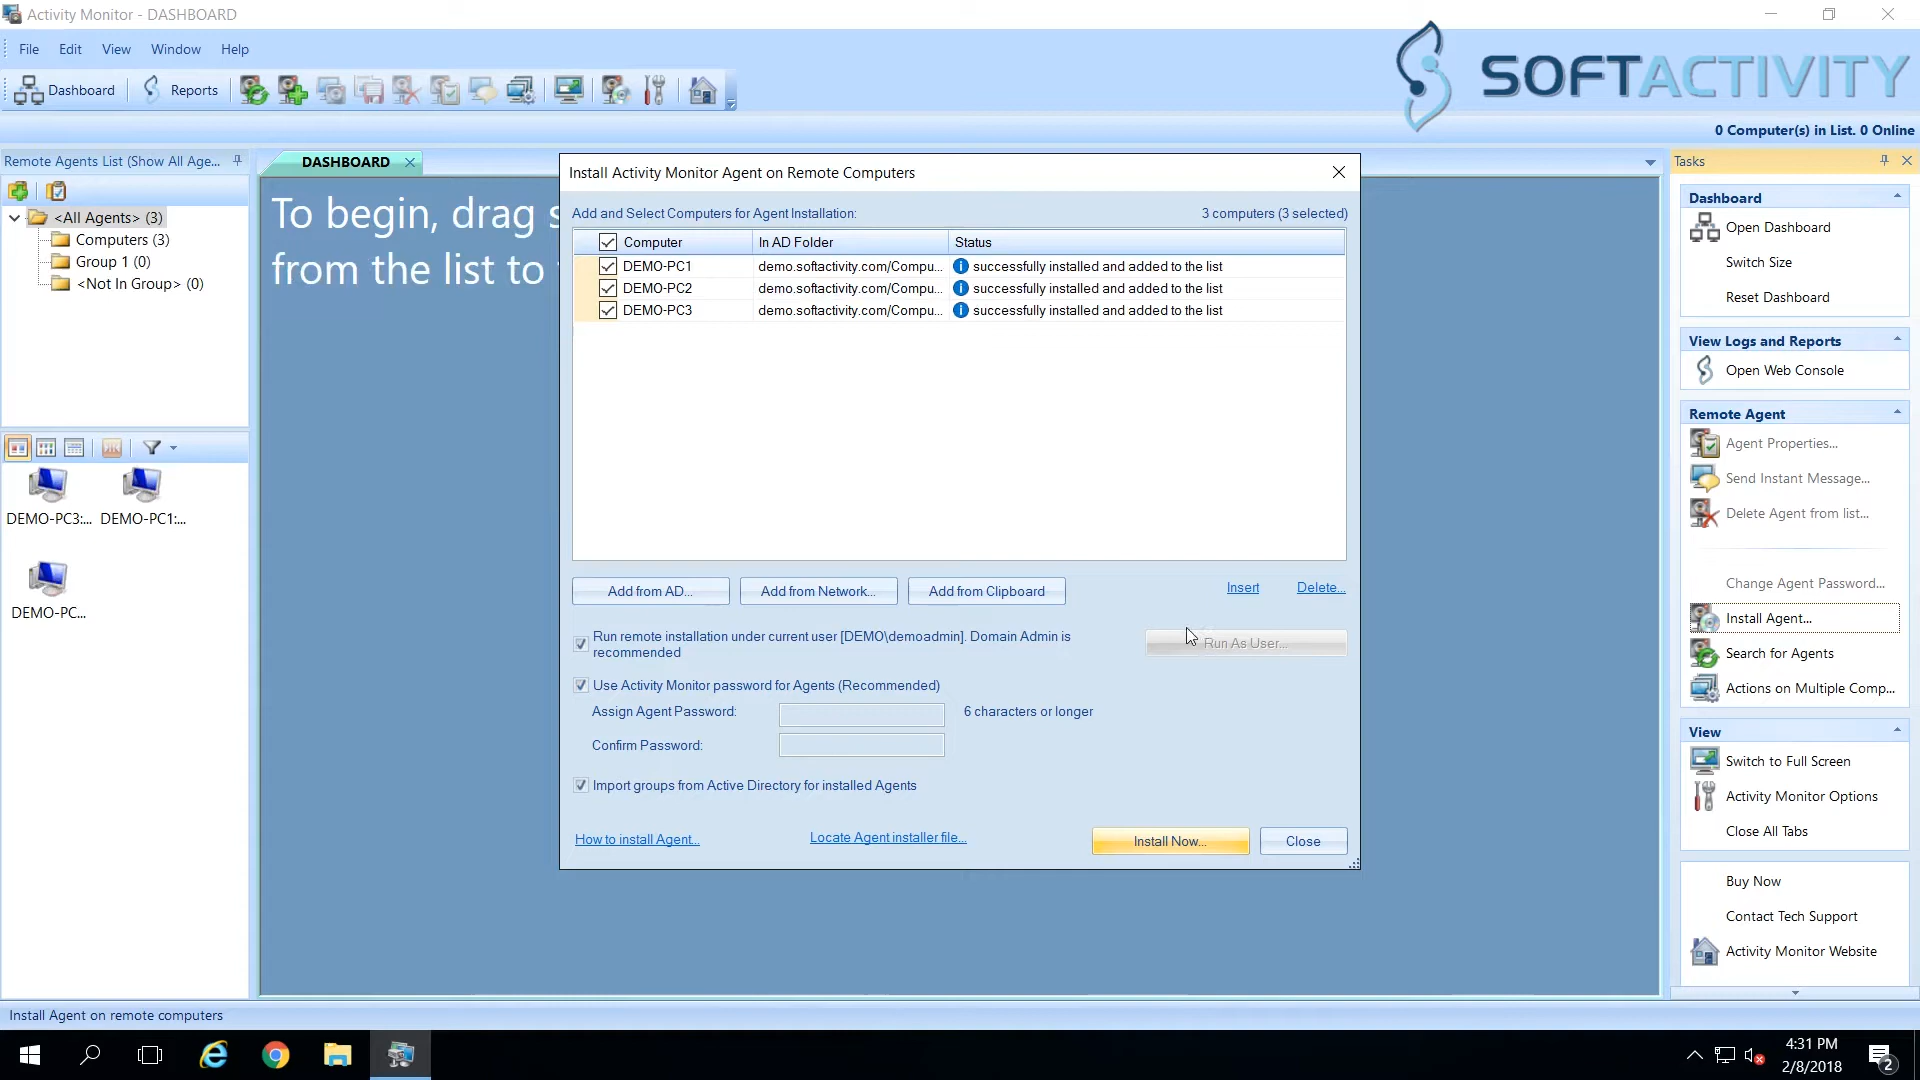 Activity Monitor - DASHBOARD
File Edit View Window Help
SOFTACTIVITY
Dashboard Reports
0 Computer(s) in List. 0 Online
Remote Agents List (Show All Age...
<All Agents> (3)
Computers (3)
Group 1 (0)
<Not In Group> (0)
DEMO-PC3:... DEMO-PC1:...
DEMO-PC...
DASHBOARD
To begin, drag s
from the list to
Install Activity Monitor Agent on Remote Computers
Add and Select Computers for Agent Installation: 3 computers (3 selected)
Computer In AD Folder Status
DEMO-PC1 demo.softactivity.com/Compu... successfully installed and added to the list
DEMO-PC2 demo.softactivity.com/Compu... successfully installed and added to the list
DEMO-PC3 demo.softactivity.com/Compu... successfully installed and added to the list
Add from AD... Add from Network... Add from Clipboard Insert Delete...
Run remote installation under current user [DEMO\demoadmin]. Domain Admin is
recommended
Run As User...
Use Activity Monitor password for Agents (Recommended)
Assign Agent Password: 6 characters or longer
Confirm Password:
Import groups from Active Directory for installed Agents
How to install Agent... Locate Agent installer file... Install Now... Close
Tasks
Dashboard
Open Dashboard
Switch Size
Reset Dashboard
View Logs and Reports
Open Web Console
Remote Agent
Agent Properties...
Send Instant Message...
Delete Agent from list...
Change Agent Password...
Install Agent...
Search for Agents
Actions on Multiple Comp...
View
Switch to Full Screen
Activity Monitor Options
Close All Tabs
Buy Now
Contact Tech Support
Activity Monitor Website
Install Agent on remote computers
4:31 PM
2/8/2018
2